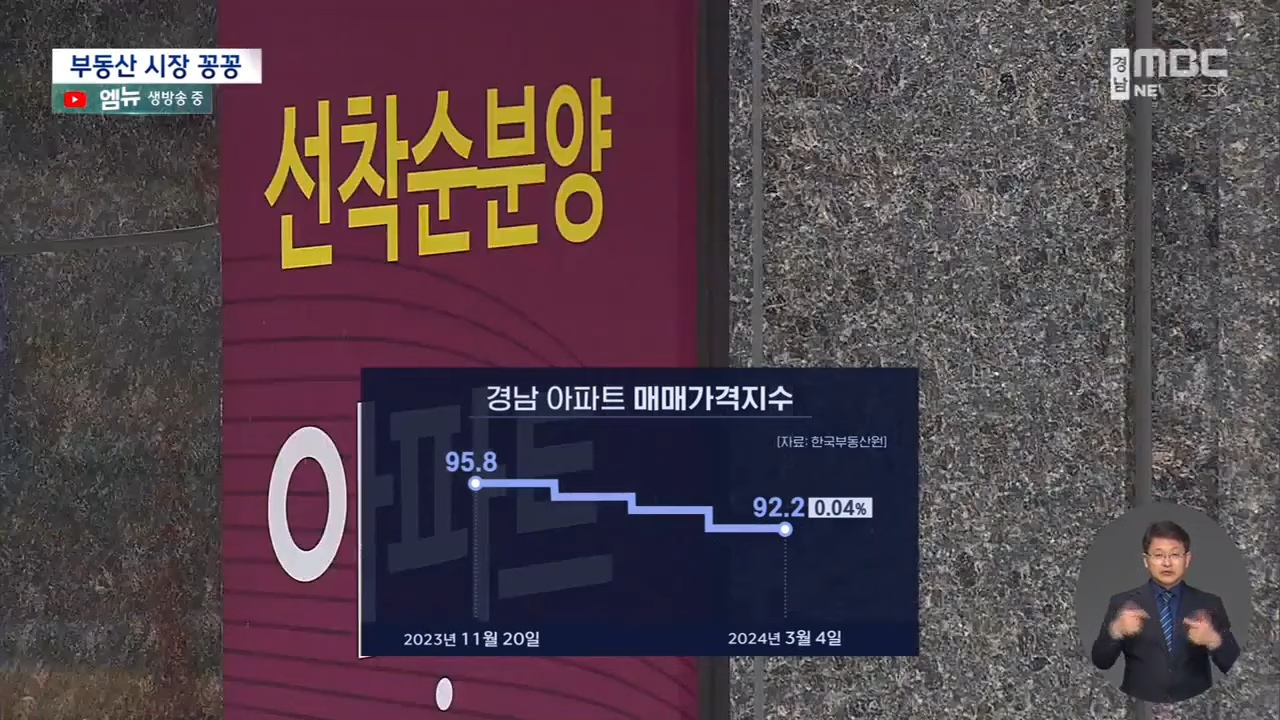 부동산 시장 꽁꽁
엠뉴 생방송 중
경남 MBC
NE ESK
선착순분양
경남 아파트 매매가격지수
[자료: 한국부동산원]
95.8
92.2 0.04%
2023년 11월 20일
2024년 3월 4일
아파트